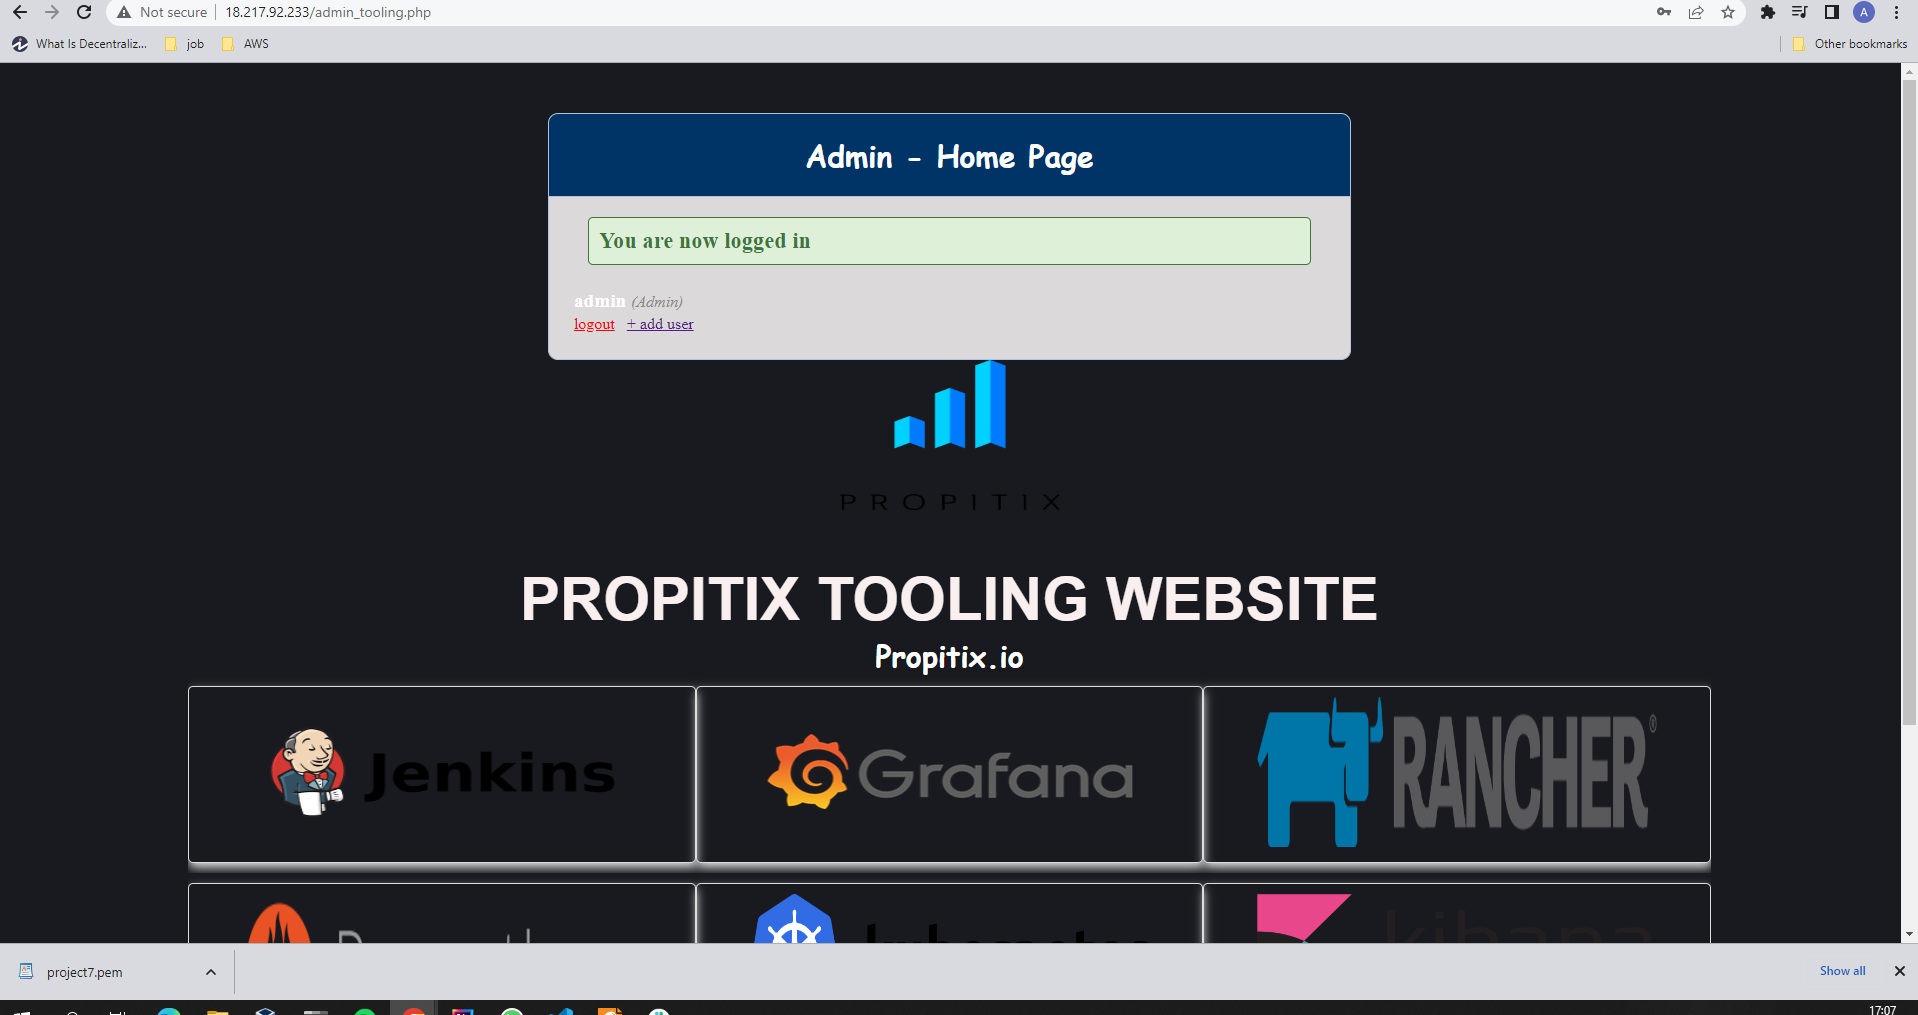 Not secure 18.217.92.233/admin_tooling.php A
What Is Decentraliz... job AWS Other bookmarks
Admin - Home Page
You are now logged in
admin (Admin)
logout + add user
PROPITIX
PROPITIX TOOLING WEBSITE
Propitix.io
Jenkins Grafana RANCHER®
kubernetes kibana
project7.pem Show all
17:07